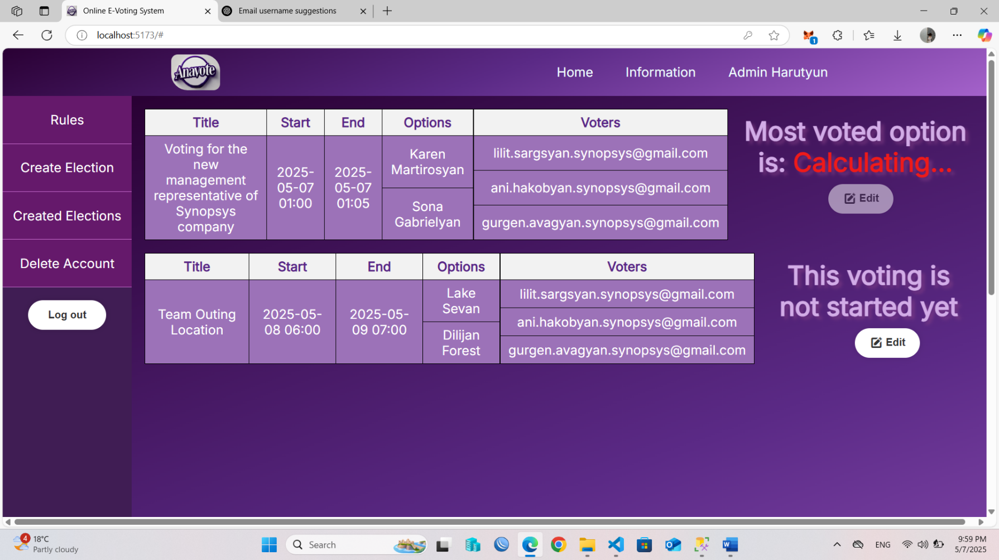 Online E-Voting System
Email username suggestions
localhost:5173/#
1
Anavote
Home
Information
Admin Harutyun
Rules
Create Election
Created Elections
Delete Account
Log out
Title
Start
End
Options
Voters
Voting for the
new
management
representative of
Synopsys
company
2025-
05-07
01:00
2025-
05-07
01:05
Karen
Martirosyan
Sona
Gabrielyan
lilit.sargsyan.synopsys@gmail.com
ani.hakobyan.synopsys@gmail.com
gurgen.avagyan.synopsys@gmail.com
Most voted option
is: Calculating...
Edit
Title
Start
End
Options
Voters
Team Outing
Location
2025-05-
08 06:00
2025-05-
09 07:00
Lake
Sevan
Dilijan
Forest
lilit.sargsyan.synopsys@gmail.com
ani.hakobyan.synopsys@gmail.com
gurgen.avagyan.synopsys@gmail.com
This voting is
not started yet
Edit
4
18°C
Partly cloudy
Search
ENG
9:59 PM
5/7/2025